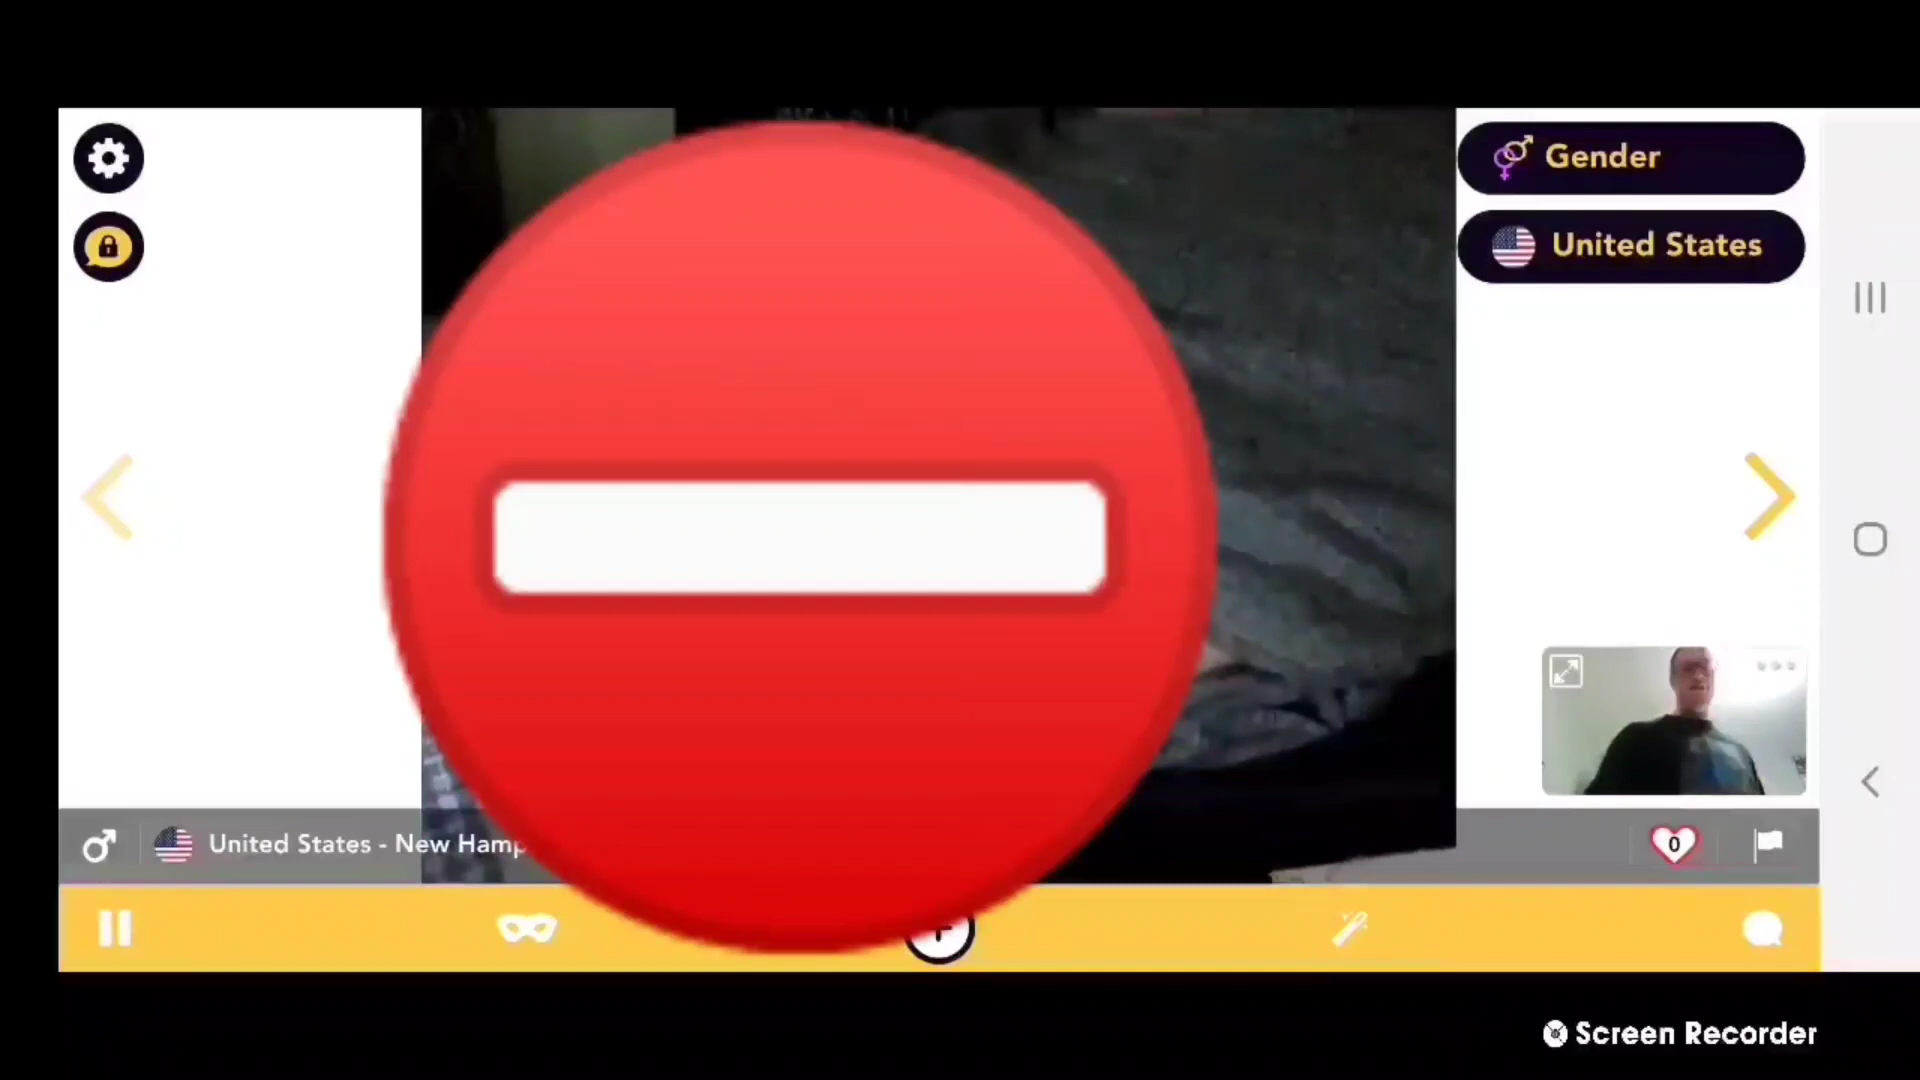 Gender
United States
United States - New Hamp
0
Screen Recorder